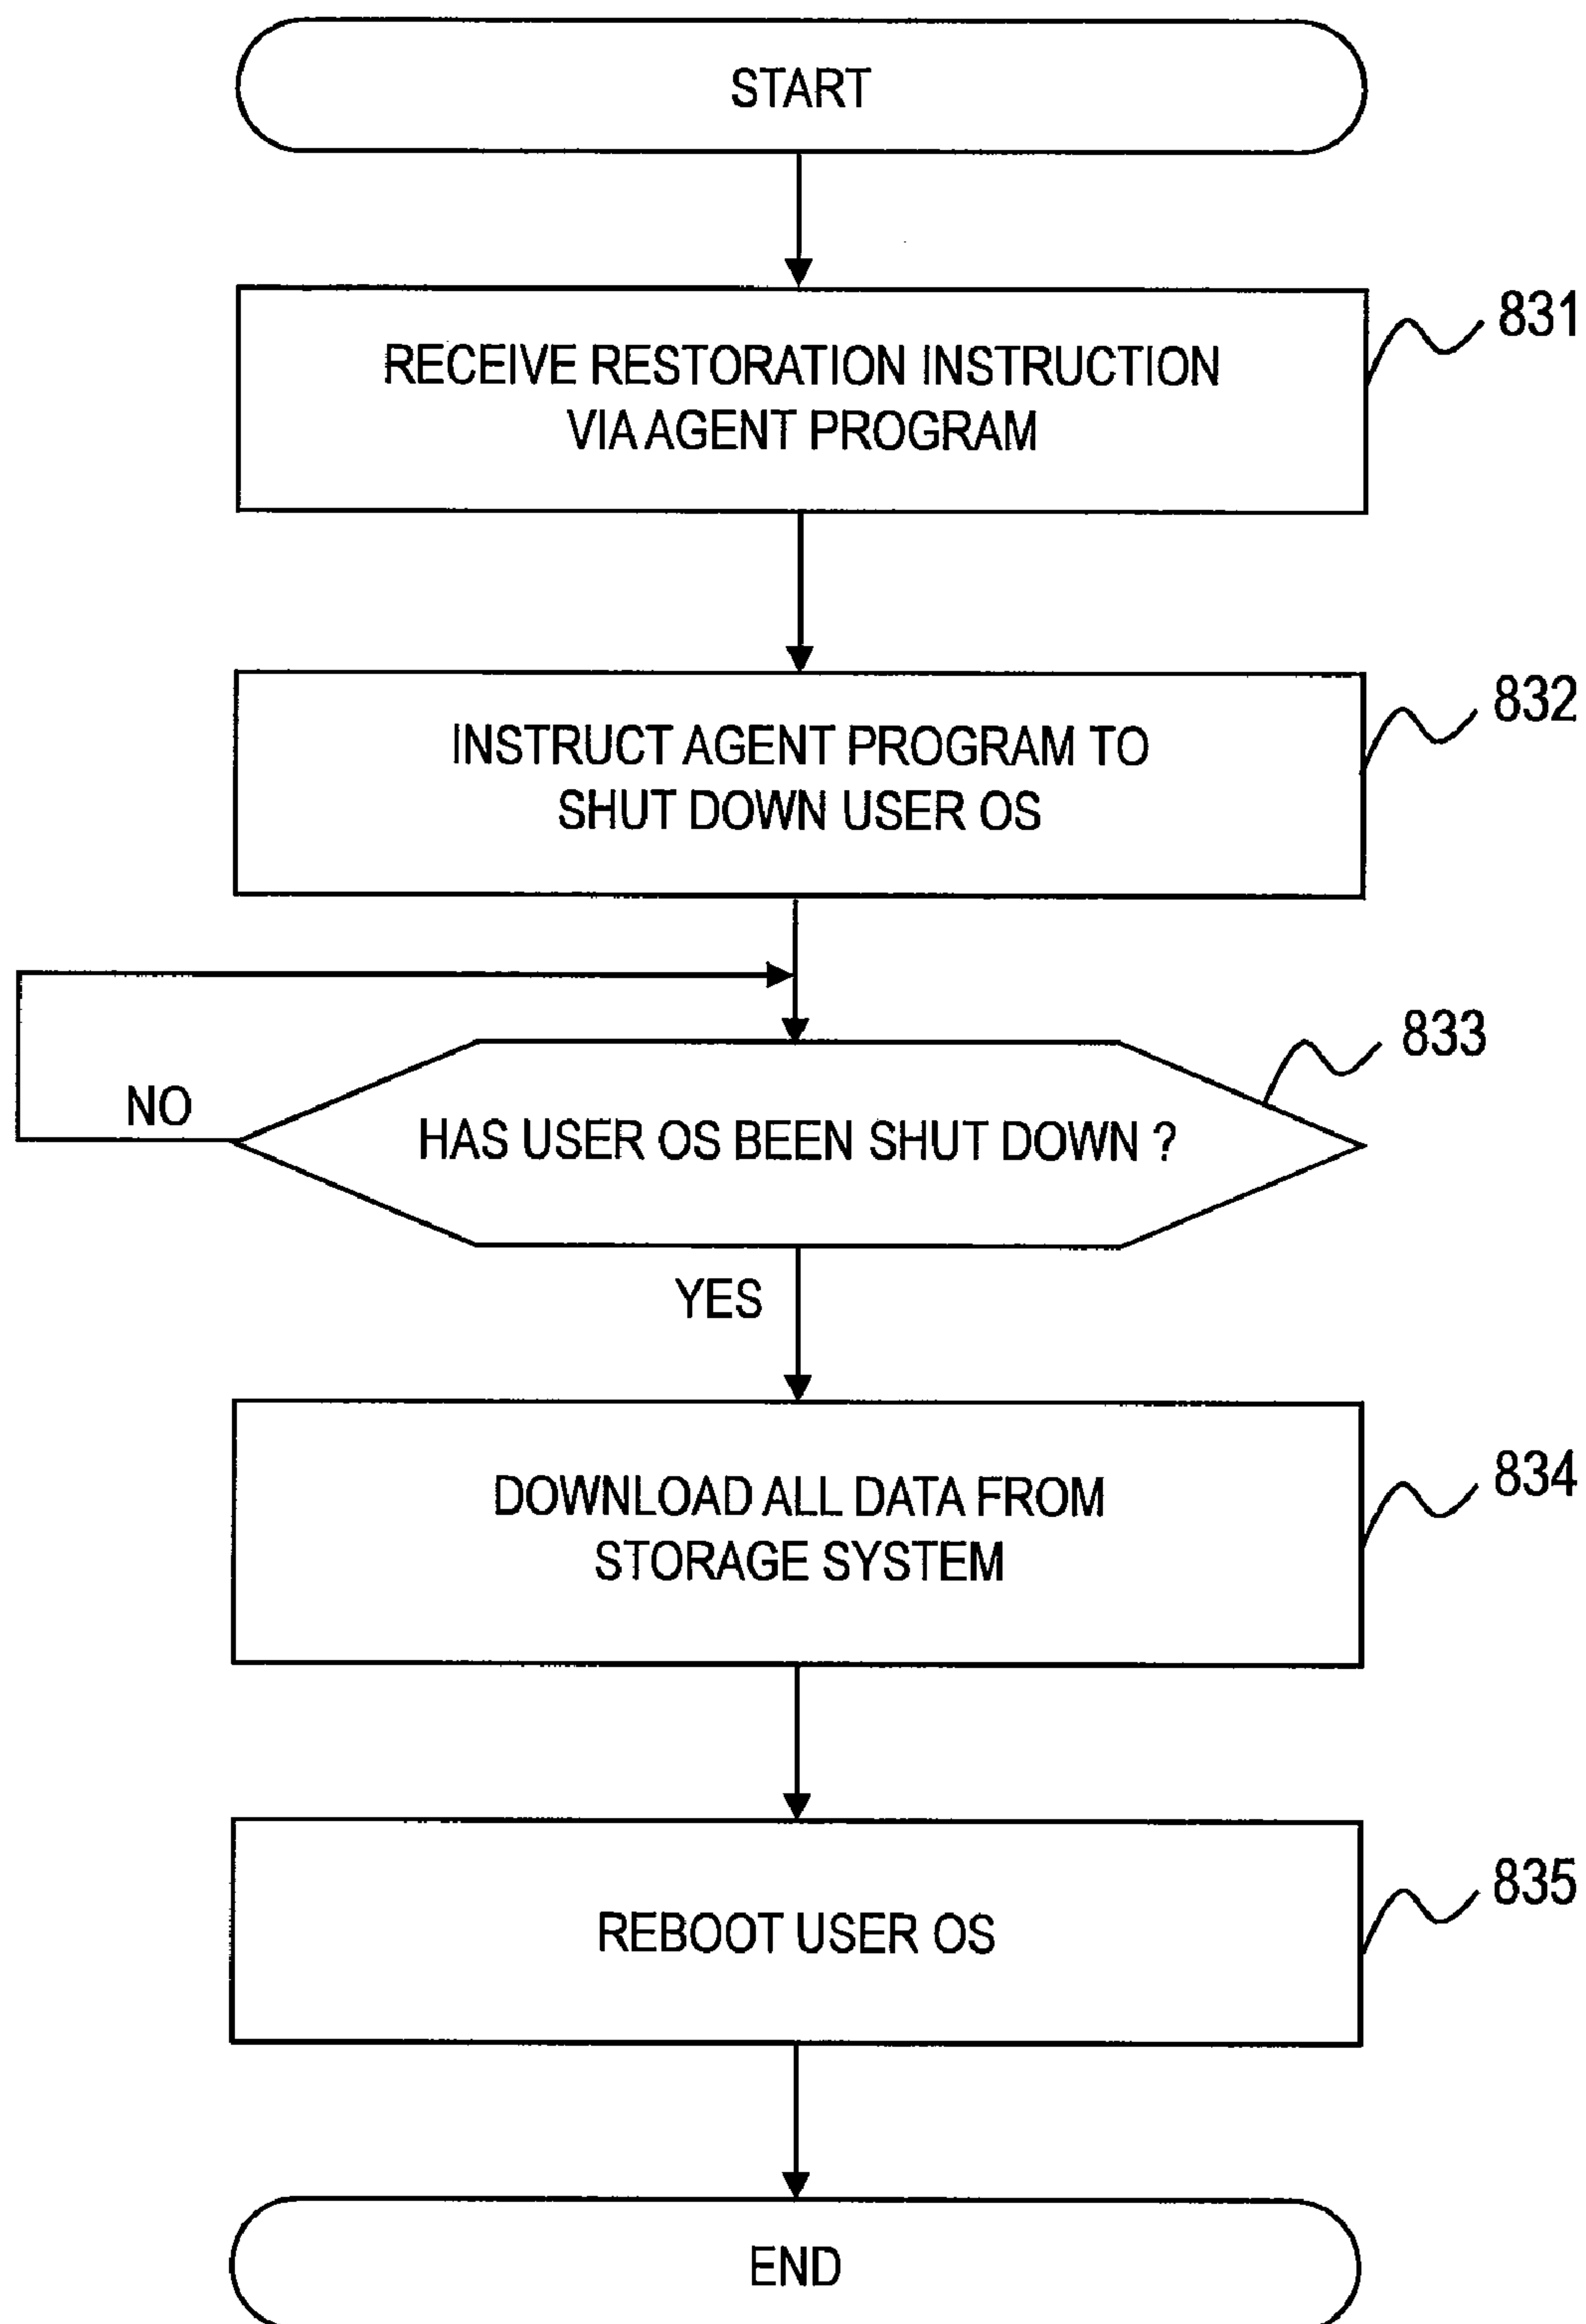 START
RECEIVE RESTORATION INSTRUCTION
VIA AGENT PROGRAM
831
INSTRUCT AGENT PROGRAM TO
SHUT DOWN USER OS
832
HAS USER OS BEEN SHUT DOWN ?
833
NO
YES
DOWNLOAD ALL DATA FROM
STORAGE SYSTEM
834
REBOOT USER OS
835
END